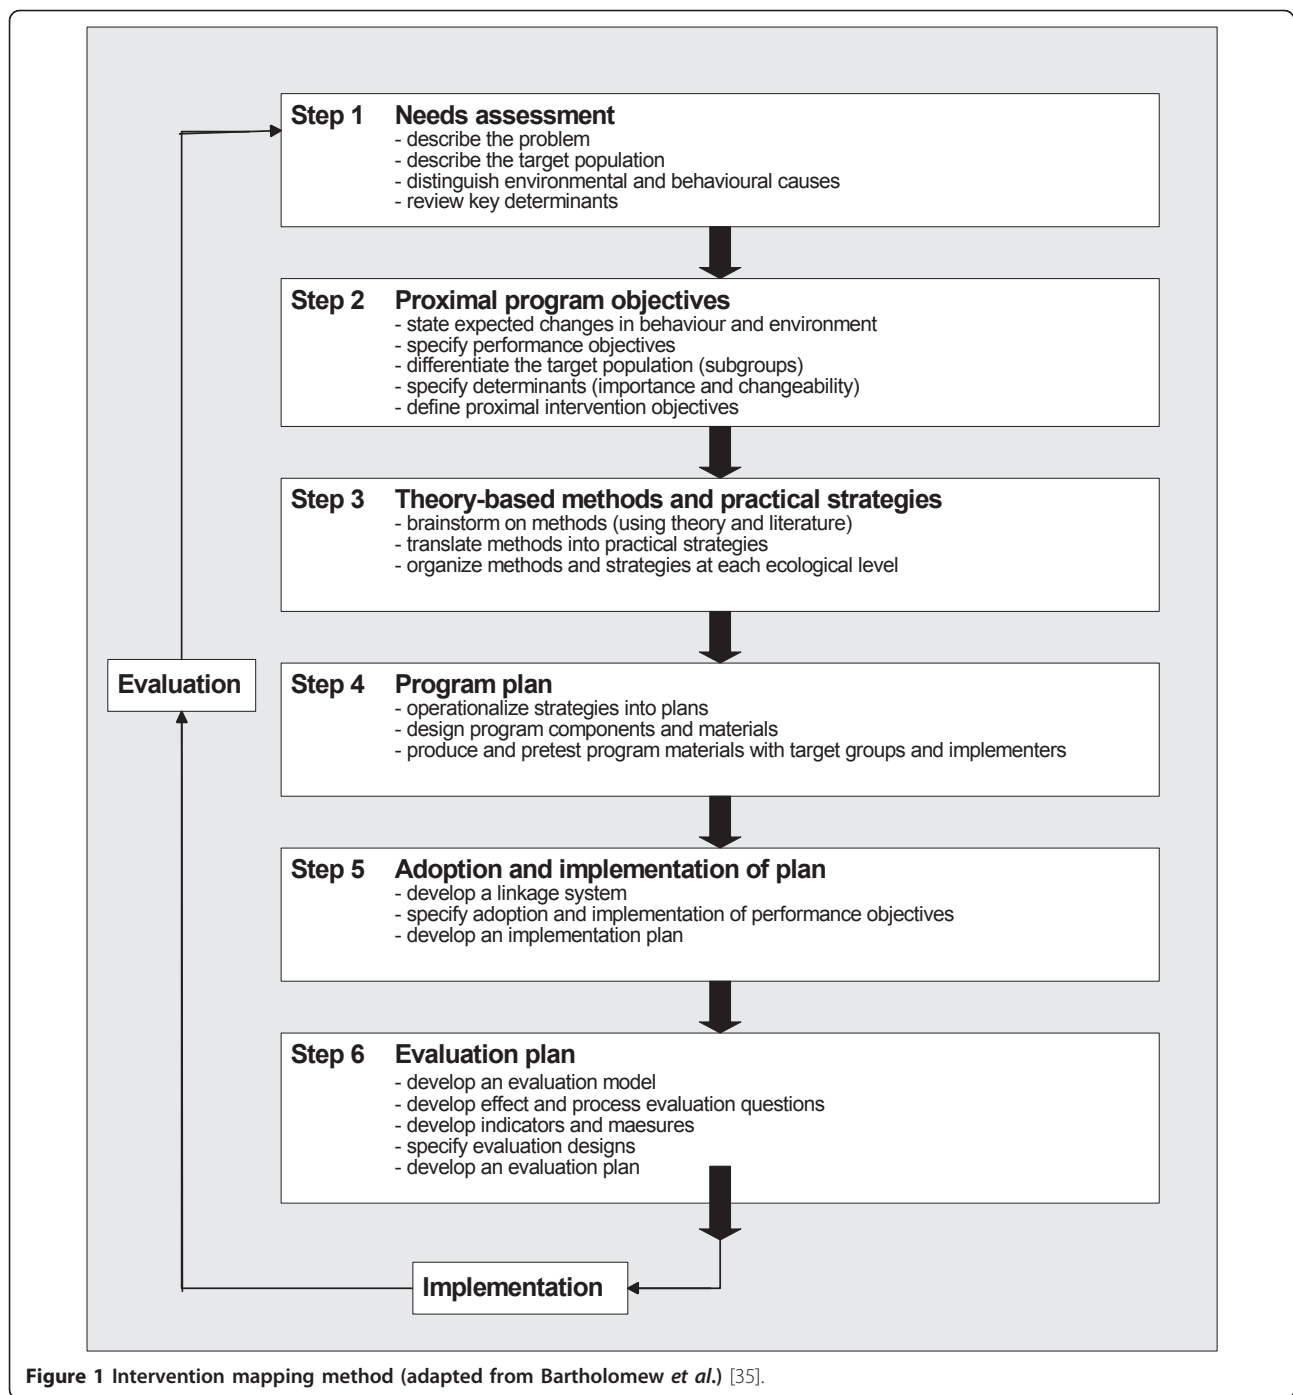 Step 1 Needs assessment
- describe the problem
- describe the target population
- distinguish environmental and behavioural causes
- review key determinants
Step 2 Proximal program objectives
- state expected changes in behaviour and environment
- specify performance objectives
- differentiate the target population (subgroups)
- specify determinants (importance and changeability)
- define proximal intervention objectives
Step 3 Theory-based methods and practical strategies
- brainstorm on methods (using theory and literature)
- translate methods into practical strategies
- organize methods and strategies at each ecological level
Evaluation
Step 4 Program plan
- operationalize strategies into plans
- design program components and materials
- produce and pretest program materials with target groups and implementers
Step 5 Adoption and implementation of plan
- develop a linkage system
- specify adoption and implementation of performance objectives
- develop an implementation plan
Step 6 Evaluation plan
- develop an evaluation model
- develop effect and process evaluation questions
- develop indicators and maesures
- specify evaluation designs
- develop an evaluation plan
Implementation
Figure 1 Intervention mapping method (adapted from Bartholomew et al.) [35].